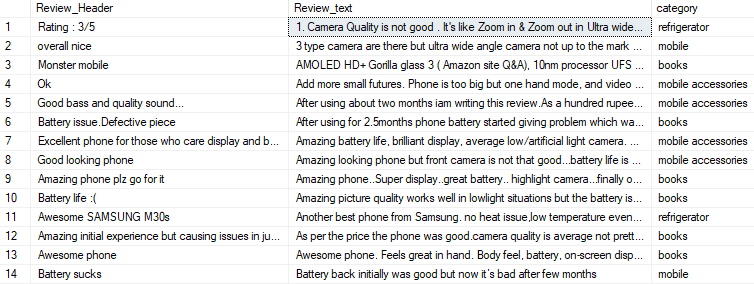 Review_Header Review_text category
1 Rating : 3/5 1. Camera Quality is not good . It's like Zoom in & Zoom out in Ultra wide... refrigerator
2 overall nice 3 type camera are there but ultra wide angle camera not up to the mark ... mobile
3 Monster mobile AMOLED HD+ Gorilla glass 3 ( Amazon site Q&A), 10nm processor UFS ... books
4 Ok Add more small futures. Phone is too big but one hand mode, and video ... mobile accessories
5 Good bass and quality sound... After using about two months iam writing this review.As a hundred rupee... mobile accessories
6 Battery issue.Defective piece After using for 2.5months phone battery started giving problem which wa... books
7 Excellent phone for those who care display and b... Amazing battery life, brilliant display, average low/artificial light camera. ... mobile accessories
8 Good looking phone Amazing looking phone but front camera is not that good...battery life is ... mobile accessories
9 Amazing phone plz go for it Amazing phone..Super display..great battery.. highlight camera...finally o... books
10 Battery life :( Amazing picture quality works well in lowlight situations but the battery is... books
11 Awesome SAMSUNG M30s Another best phone from Samsung. no heat issue,low temperature even... refrigerator
12 Amazing initial experience but causing issues in ju... As per the price the phone was good.camera quality is average not prett... books
13 Awesome phone Awesome phone. Feels great in hand. Body feel, battery, on-screen disp... books
14 Battery sucks Battery back initially was good but now it's bad after few months mobile